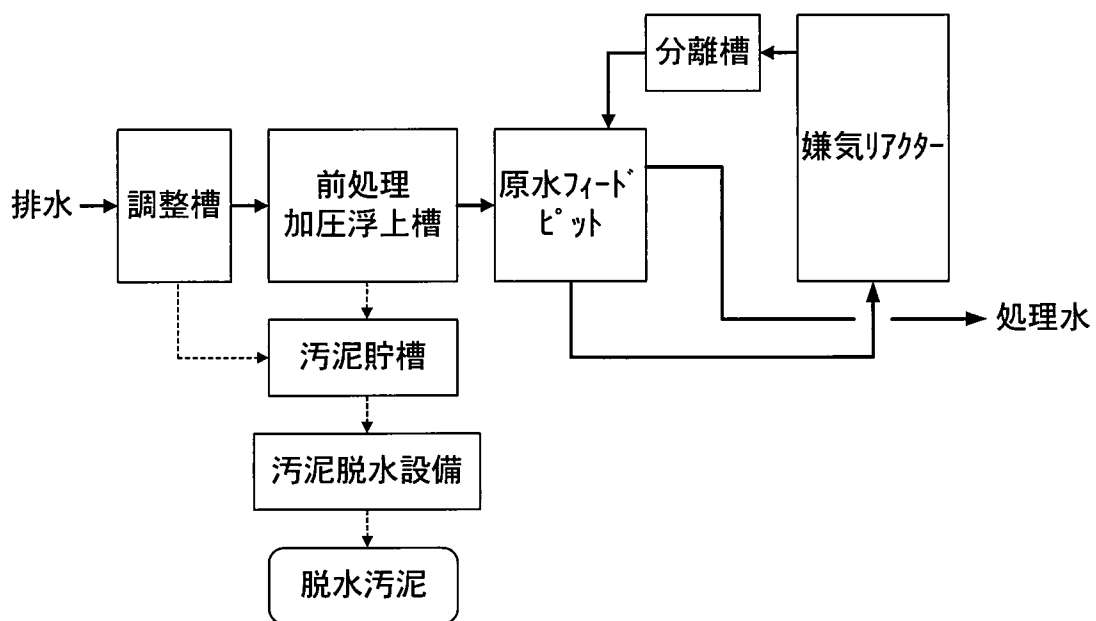 分離槽
嫌気ﾘｱｸﾀｰ
排水
調整槽
前処理
加圧浮上槽
原水ﾌｨｰﾄﾞ
ﾋﾟｯﾄ
処理水
汚泥貯槽
汚泥脱水設備
脱水汚泥